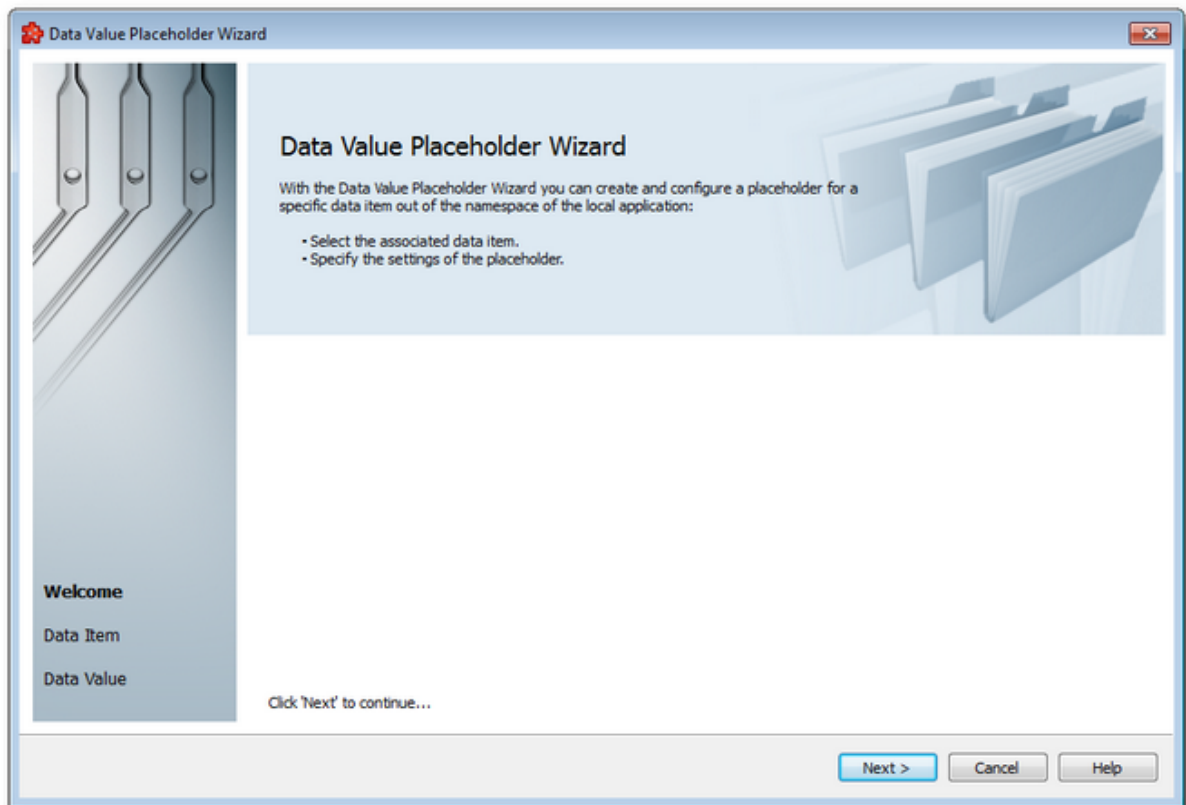 Data Value Placeholder Wizard
Data Value Placeholder Wizard
With the Data Value Placeholder Wizard you can create and configure a placeholder for a
specific data item out of the namespace of the local application:
• Select the associated data item.
• Specify the settings of the placeholder.
Welcome
Data Item
Data Value
Click 'Next' to continue...
Next >
Cancel
Help